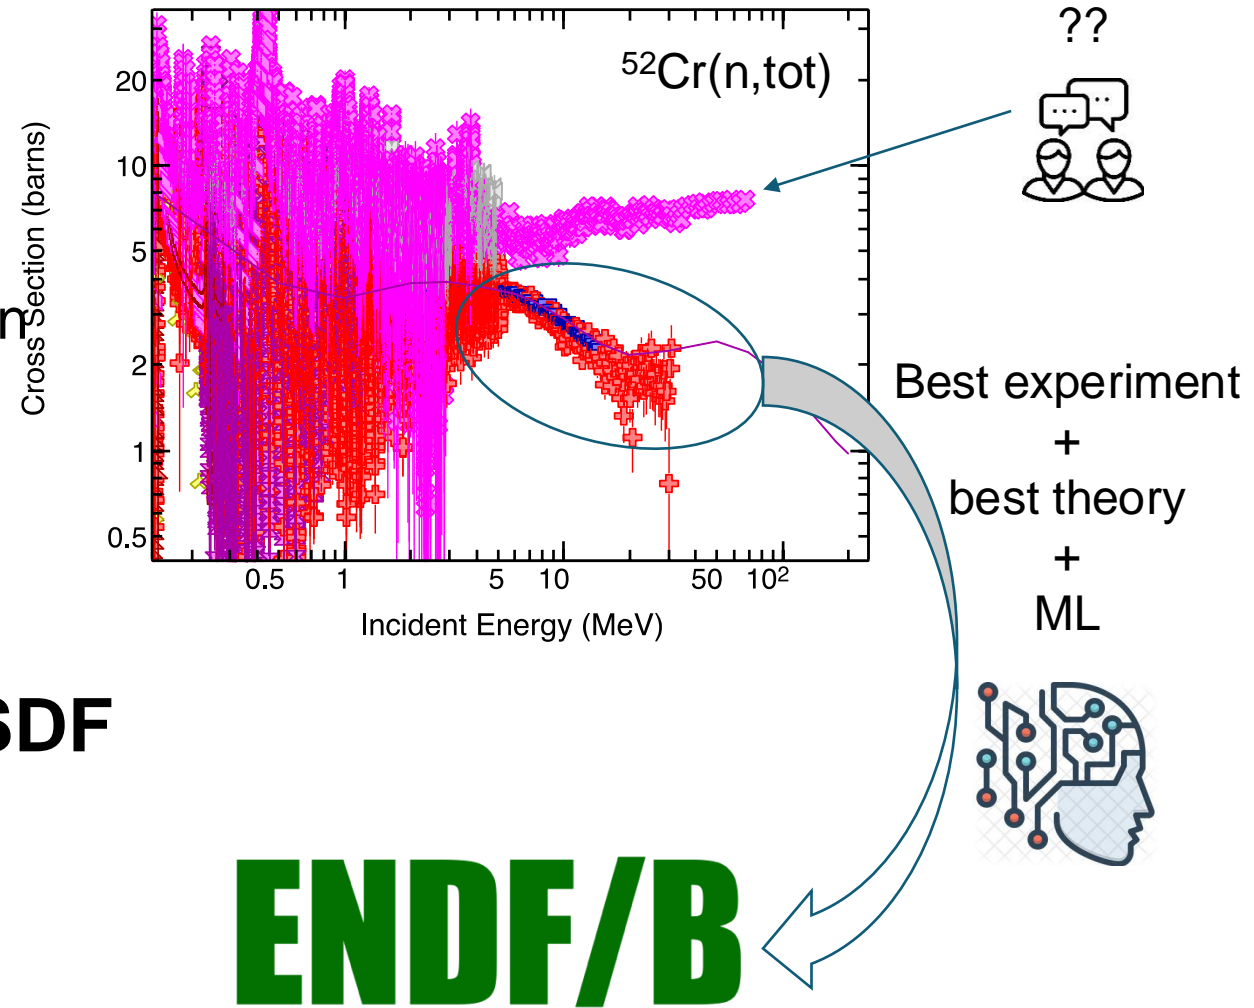 ??
⁵²Cr(n,tot)
20
10
5
2
1
0.5
Cross Section (barns)
n
0.5 1 5 10 50 10²
Incident Energy (MeV)
Best experiment
+
best theory
+
ML
SDF
ENDF/B